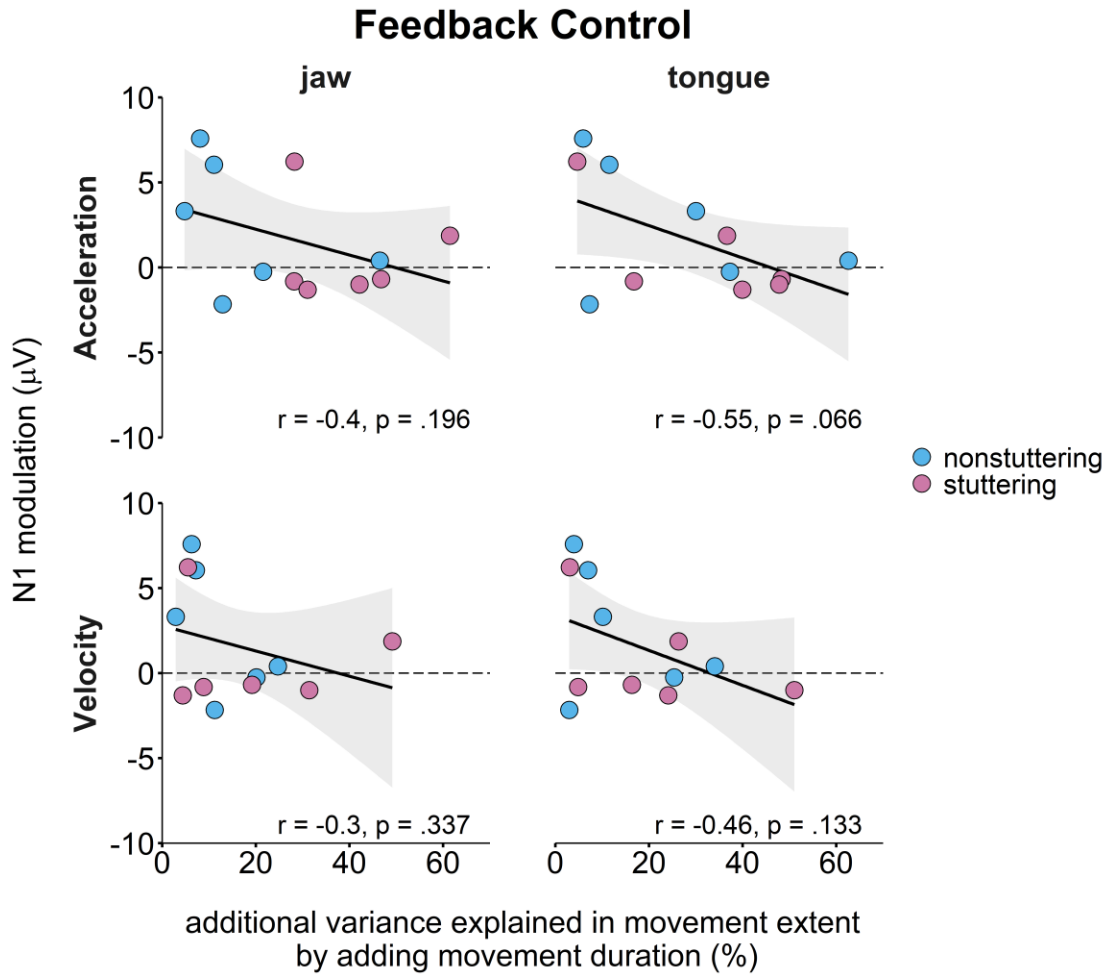 Feedback Control
jaw
tongue
N1 modulation (μV)
Acceleration
10
5
0
-5
-10
r = -0.4, p = .196
r = -0.55, p = .066
nonstuttering
stuttering
Velocity
10
5
0
-5
-10
r = -0.3, p = .337
r = -0.46, p = .133
0 20 40 60
0 20 40 60
additional variance explained in movement extent
by adding movement duration (%)